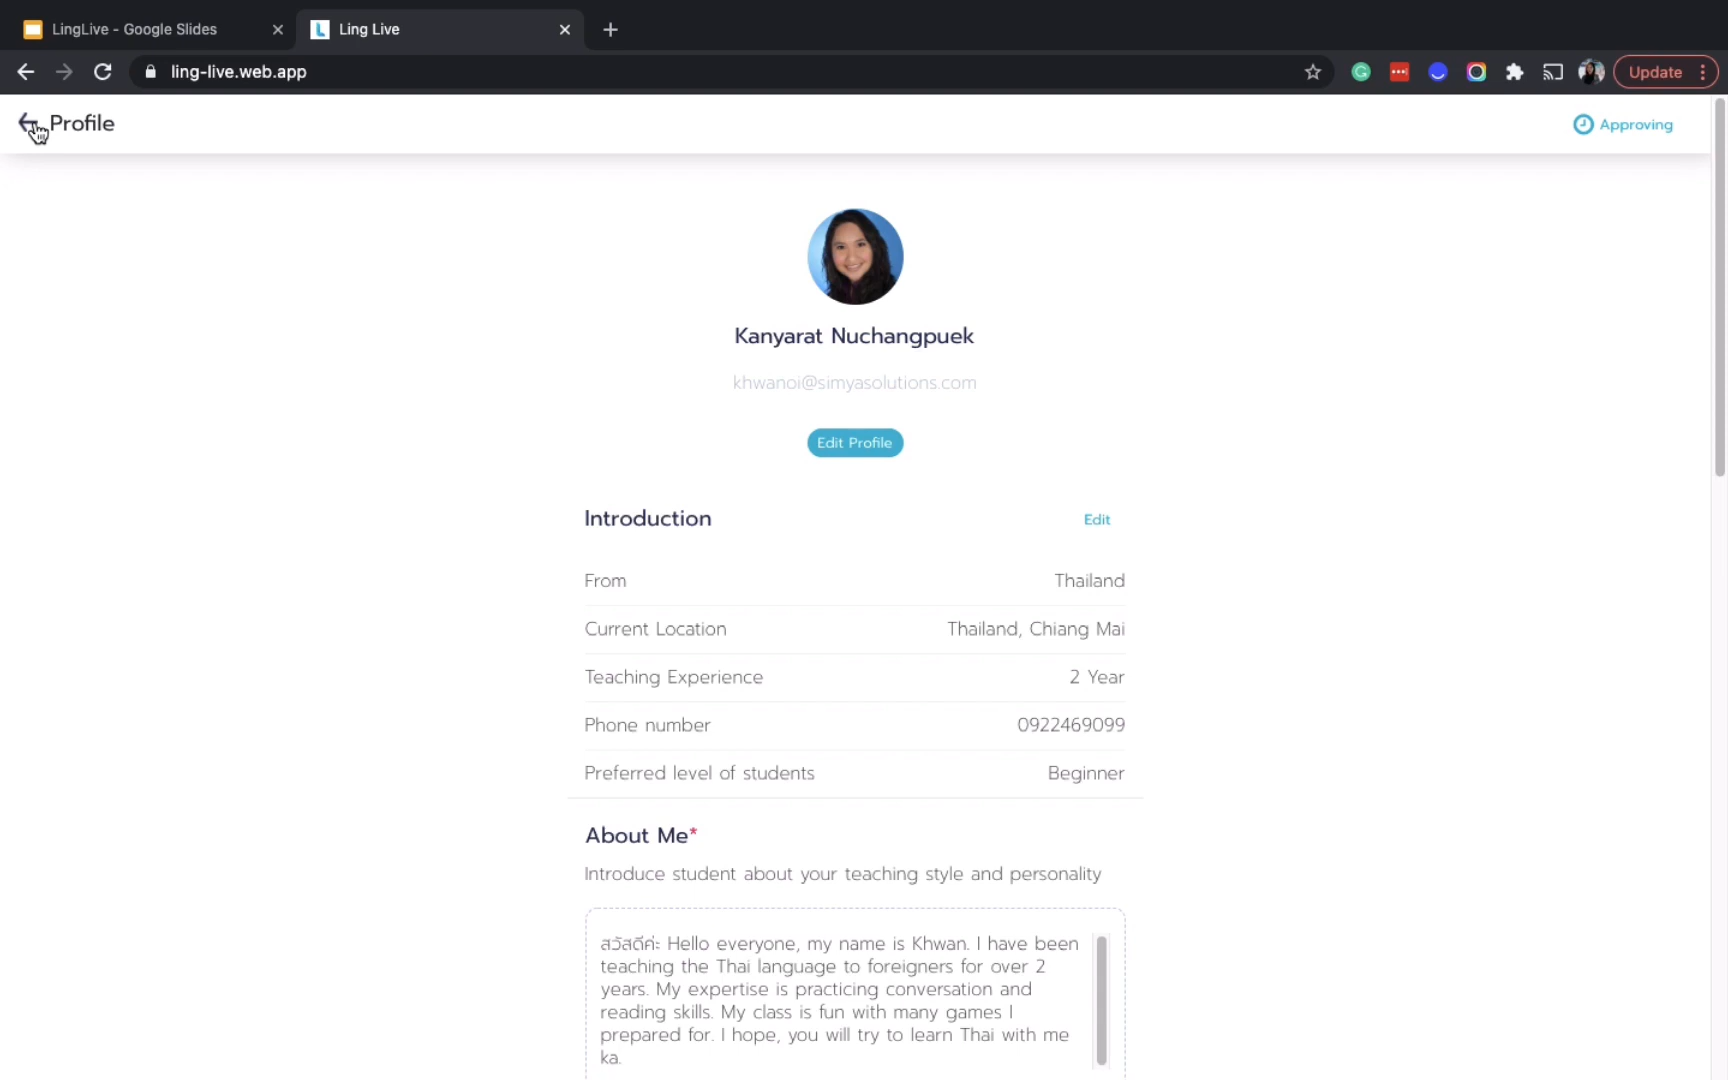 LingLive - Google Slides
Ling Live
ling-live.web.app
Update
Profile
Approving
Kanyarat Nuchangpuek
khwanoi@simyasolutions.com
Edit Profile
Introduction
Edit
From
Thailand
Current Location
Thailand, Chiang Mai
Teaching Experience
2 Year
Phone number
0922469099
Preferred level of students
Beginner
About Me*
Introduce student about your teaching style and personality
สวัสดีค่ะ Hello everyone, my name is Khwan. I have been
teaching the Thai language to foreigners for over 2
years. My expertise is practicing conversation and
reading skills. My class is fun with many games I
prepared for. I hope, you will try to learn Thai with me
ka.